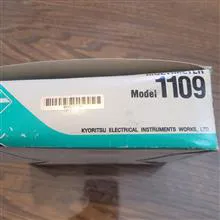 Model 1109
KYORITSU ELECTRICAL INSTRUMENTS WORKS, LTD.